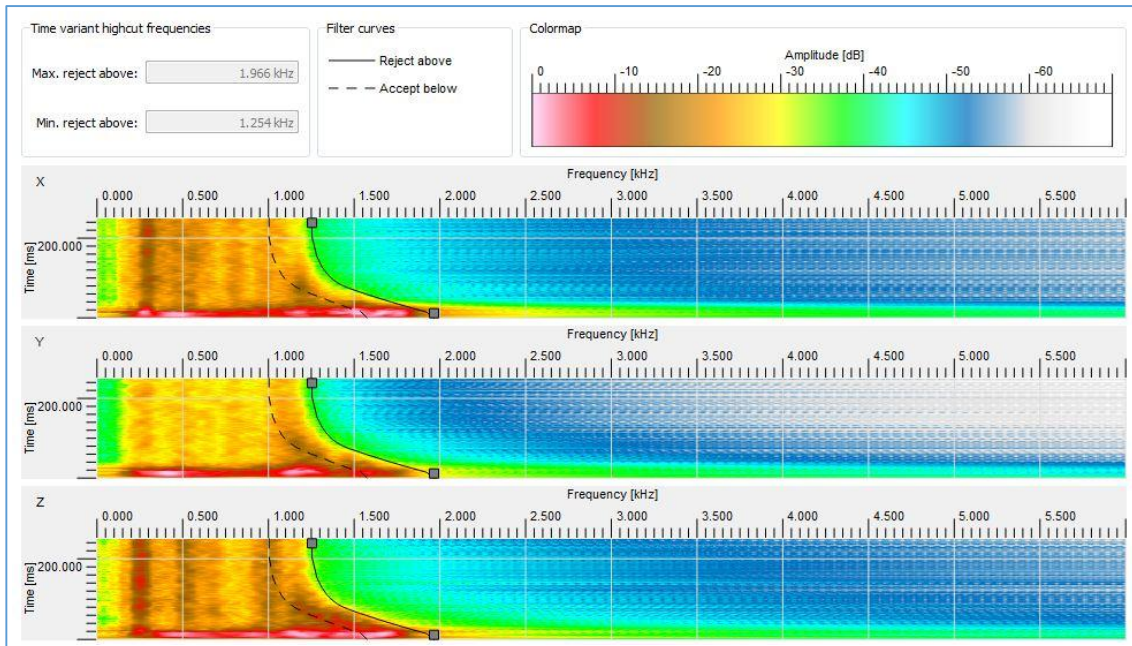 Time variant highcut frequencies
Max. reject above: 1.966 kHz
Min. reject above: 1.254 kHz
Filter curves
Reject above
Accept below
Colormap
Amplitude [dB]
0 -10 -20 -30 -40 -50 -60
X
Frequency [kHz]
0.000 0.500 1.000 1.500 2.000 2.500 3.000 3.500 4.000 4.500 5.000 5.500
Time [ms]
200.000
Y
Frequency [kHz]
0.000 0.500 1.000 1.500 2.000 2.500 3.000 3.500 4.000 4.500 5.000 5.500
Time [ms]
200.000
Z
Frequency [kHz]
0.000 0.500 1.000 1.500 2.000 2.500 3.000 3.500 4.000 4.500 5.000 5.500
Time [ms]
200.000